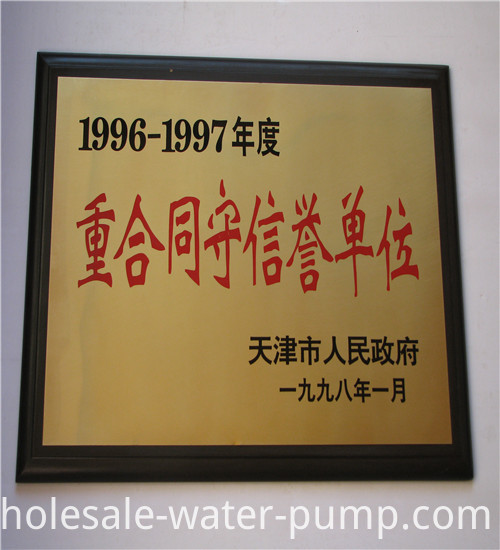 1996-1997年度
重合同守信誉单位
天津市人民政府
一九九八年一月
holesale-water-pump.com